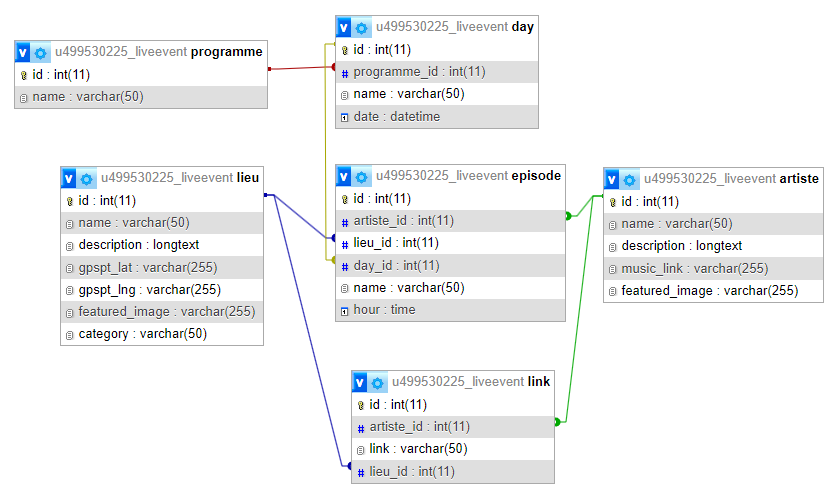 v u499530225_liveevent programme
id : int(11)
name : varchar(50)
v u499530225_liveevent day
id : int(11)
# programme_id : int(11)
name : varchar(50)
date : datetime
v u499530225_liveevent lieu
id : int(11)
name : varchar(50)
description : longtext
gpspt_lat : varchar(255)
gpspt_lng : varchar(255)
featured_image : varchar(255)
category : varchar(50)
v u499530225_liveevent episode
id : int(11)
# artiste_id : int(11)
# lieu_id : int(11)
# day_id : int(11)
name : varchar(50)
hour : time
v u499530225_liveevent artiste
id : int(11)
name : varchar(50)
description : longtext
music_link : varchar(255)
featured_image : varchar(255)
v u499530225_liveevent link
id : int(11)
# artiste_id : int(11)
link : varchar(50)
# lieu_id : int(11)